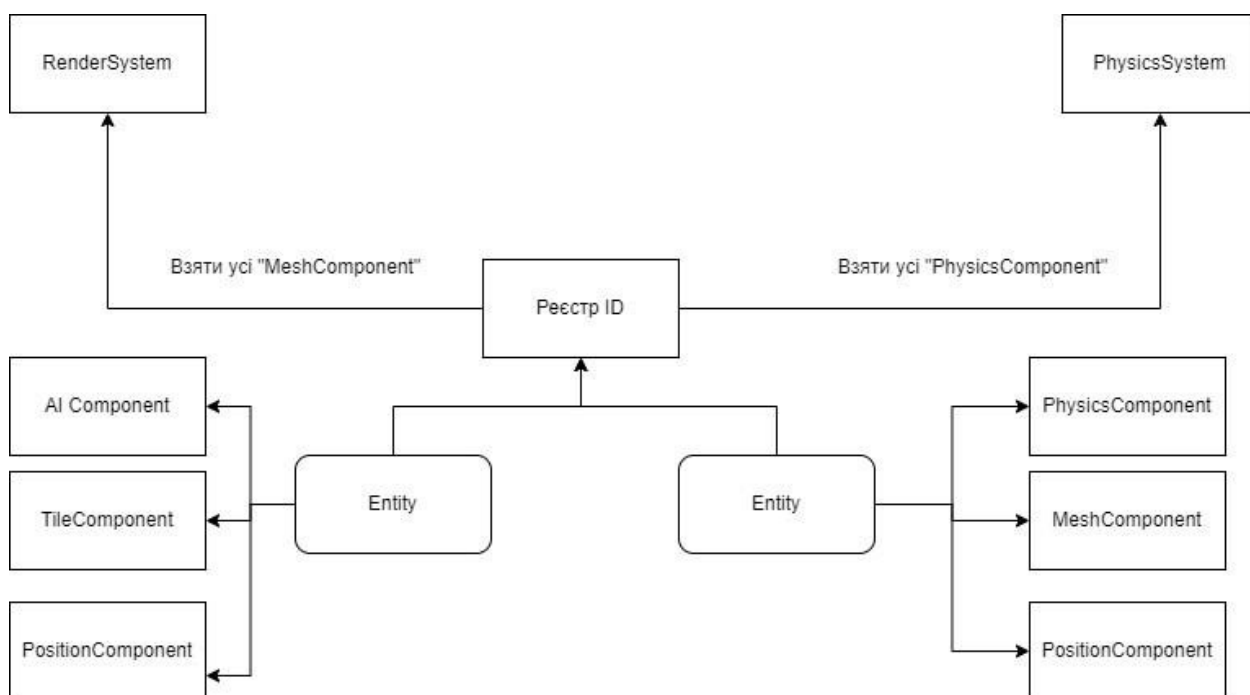 RenderSystem
PhysicsSystem
Взяти усі "MeshComponent"
Взяти усі "PhysicsComponent"
Реєстр ID
AI Component
PhysicsComponent
Entity
Entity
TileComponent
MeshComponent
PositionComponent
PositionComponent